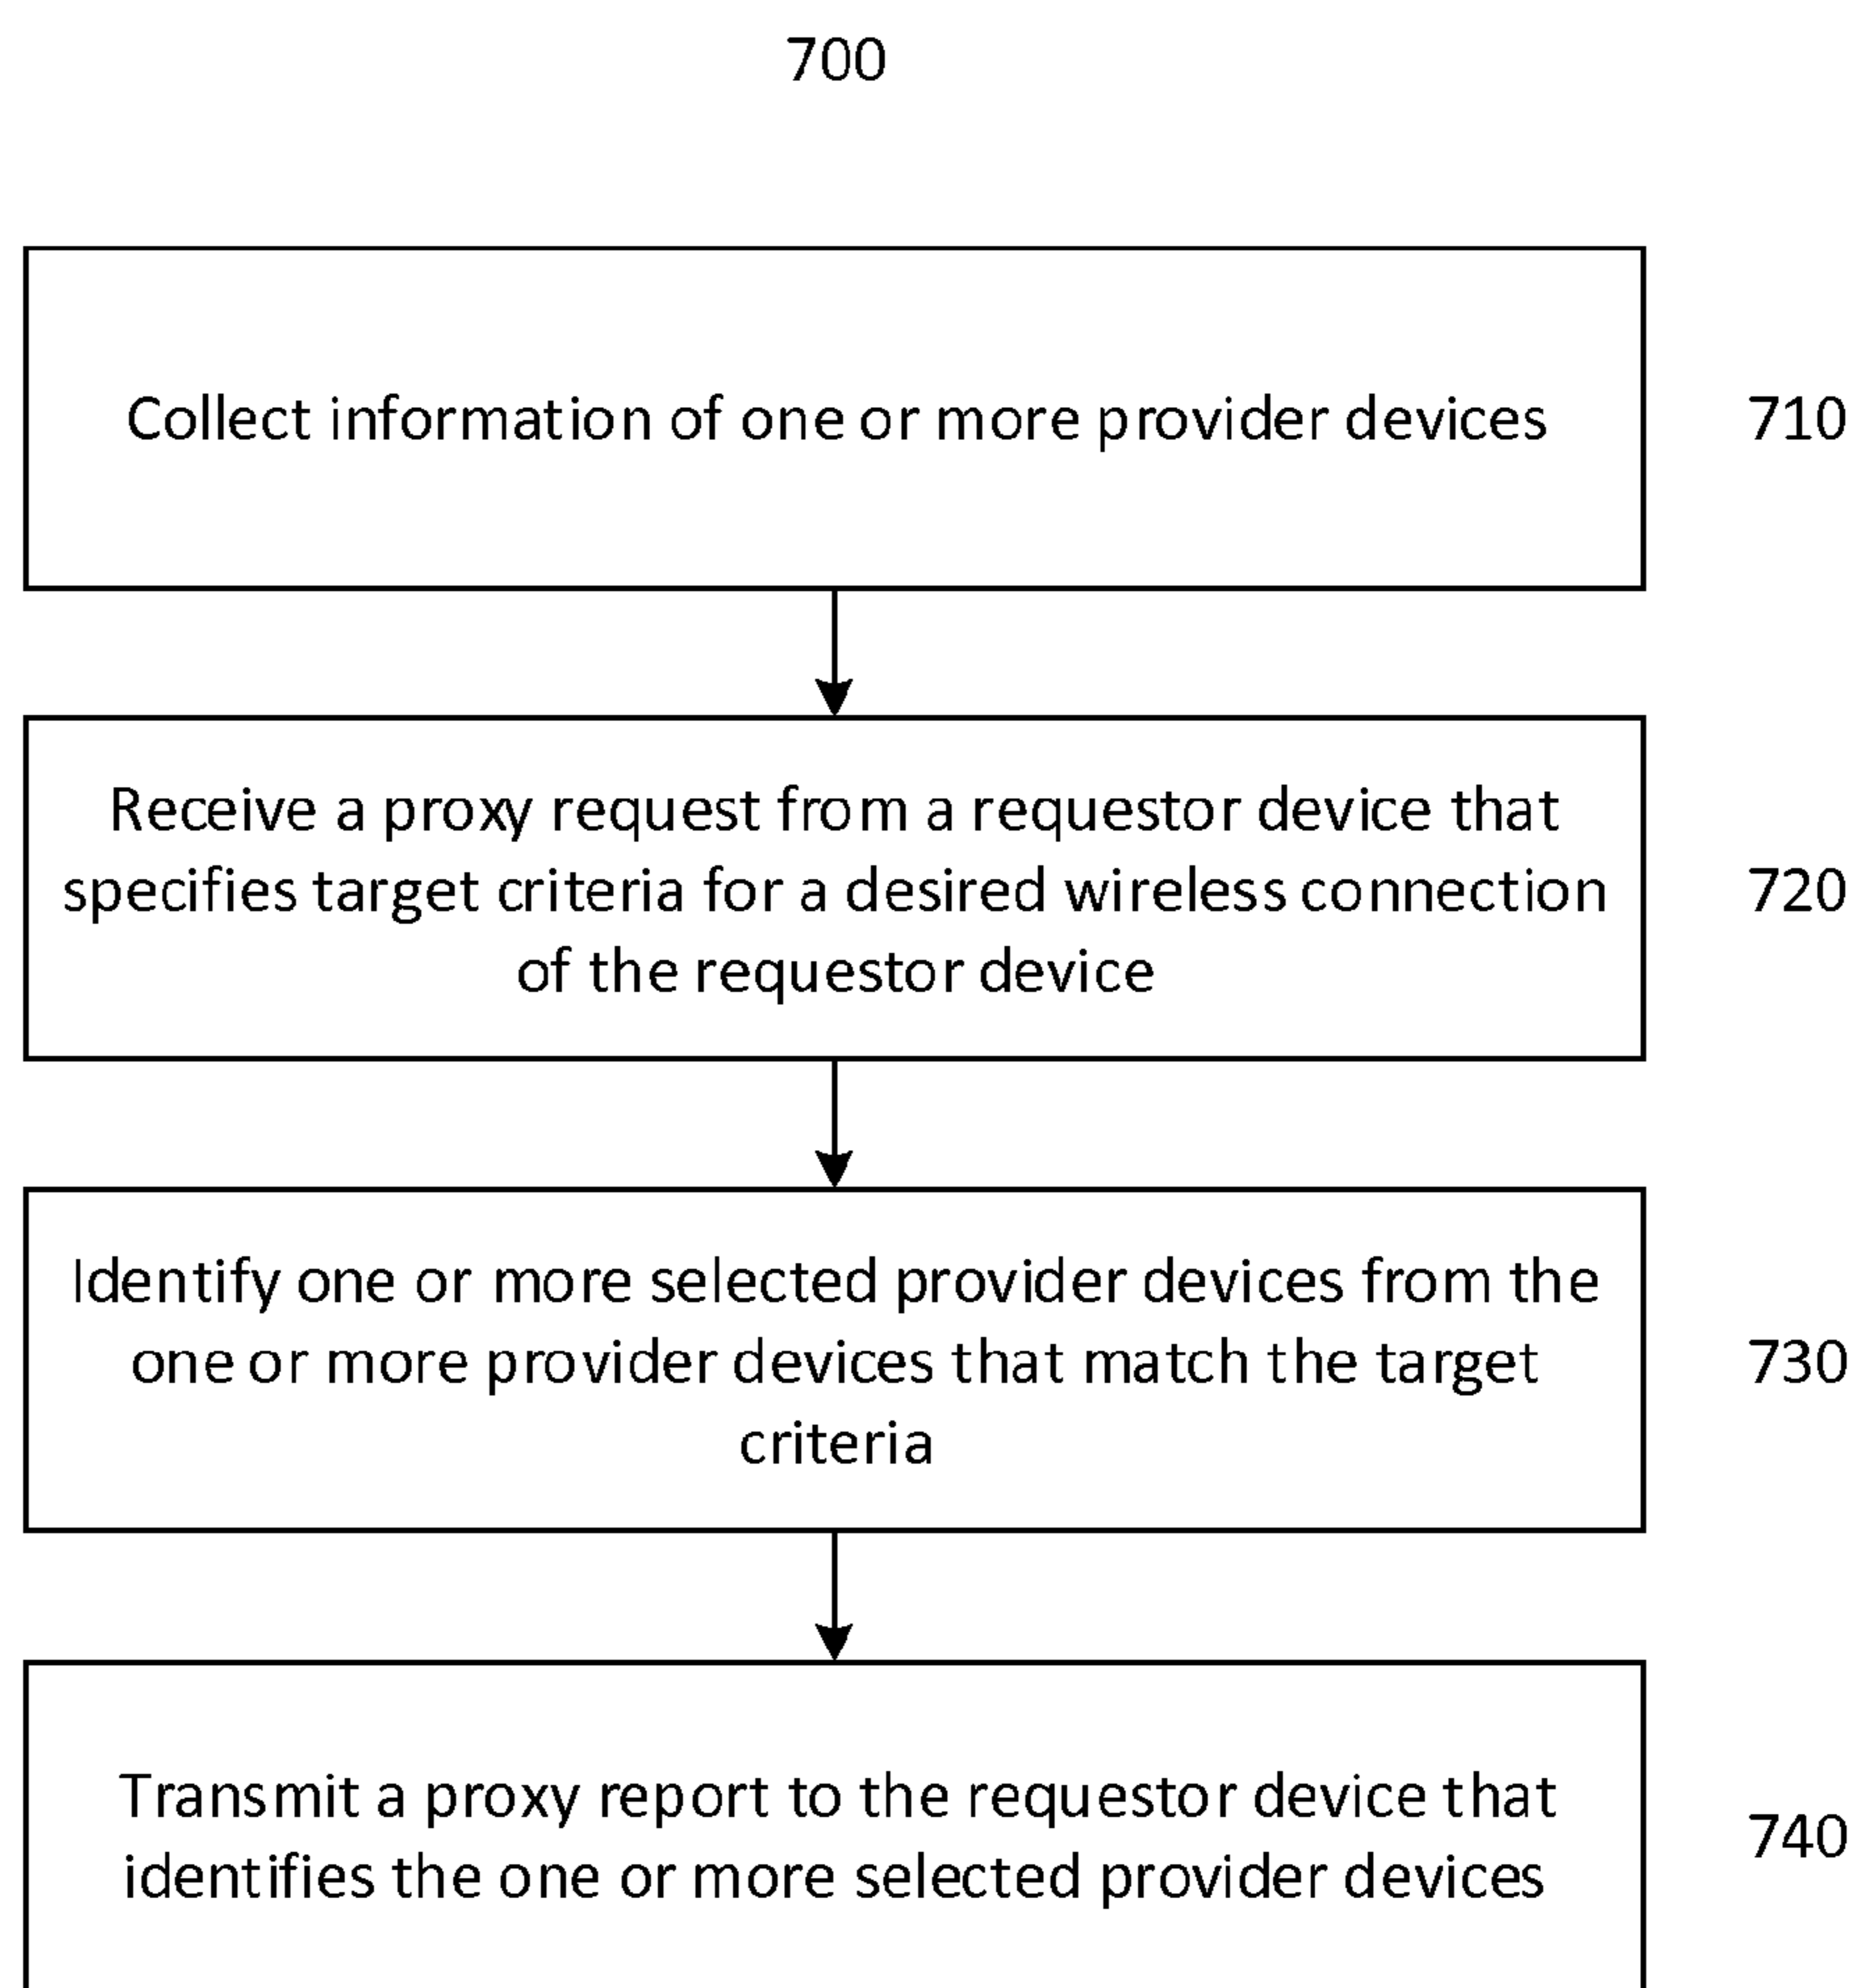 700
Collect information of one or more provider devices
710
Receive a proxy request from a requestor device that
specifies target criteria for a desired wireless connection
of the requestor device
720
Identify one or more selected provider devices from the
one or more provider devices that match the target
criteria
730
Transmit a proxy report to the requestor device that
identifies the one or more selected provider devices
740